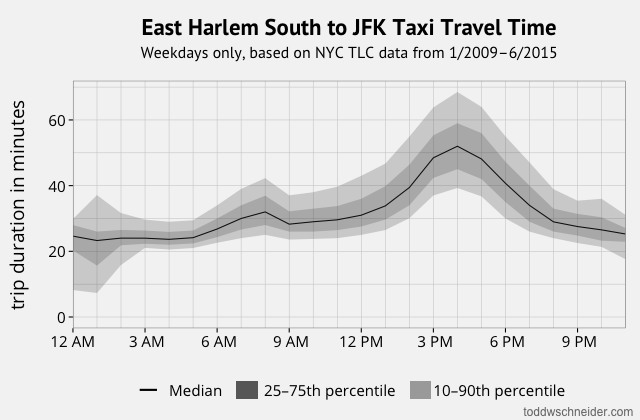 East Harlem South to JFK Taxi Travel Time
Weekdays only, based on NYC TLC data from 1/2009–6/2015
trip duration in minutes
60
40
20
0
12 AM 3 AM 6 AM 9 AM 12 PM 3 PM 6 PM 9 PM
Median 25–75th percentile 10–90th percentile
toddwschneider.com